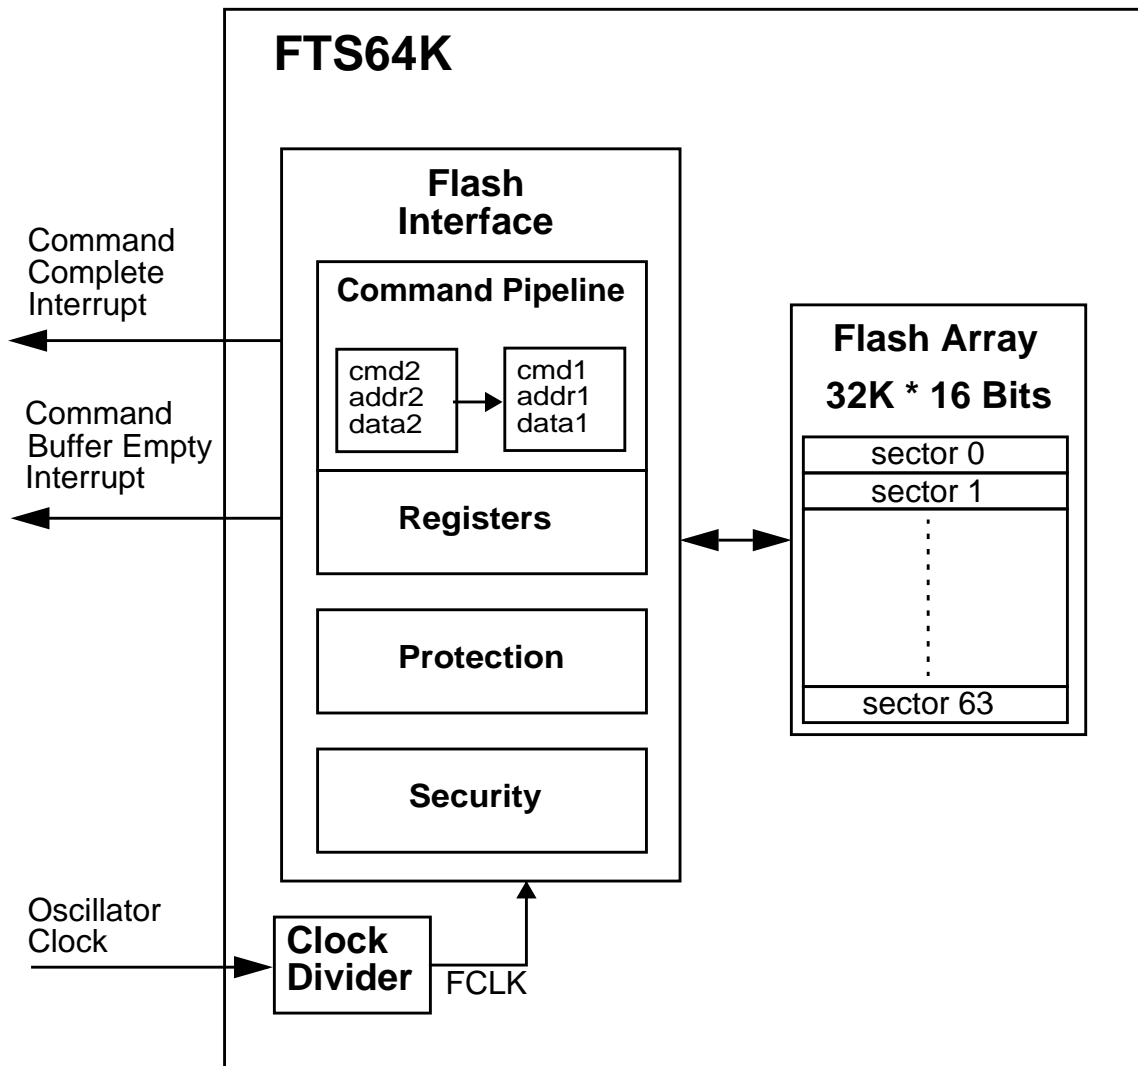 FTS64K
Flash
Interface
Command
Complete
Interrupt
Command Pipeline
cmd2
addr2
data2
cmd1
addr1
data1
Command
Buffer Empty
Interrupt
Registers
Protection
Security
Flash Array
32K * 16 Bits
sector 0
sector 1
sector 63
Oscillator
Clock
Clock
Divider
FCLK